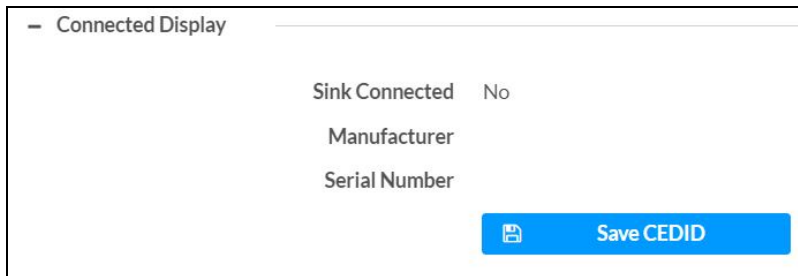 – Connected Display
Sink Connected No
Manufacturer
Serial Number
Save CEDID